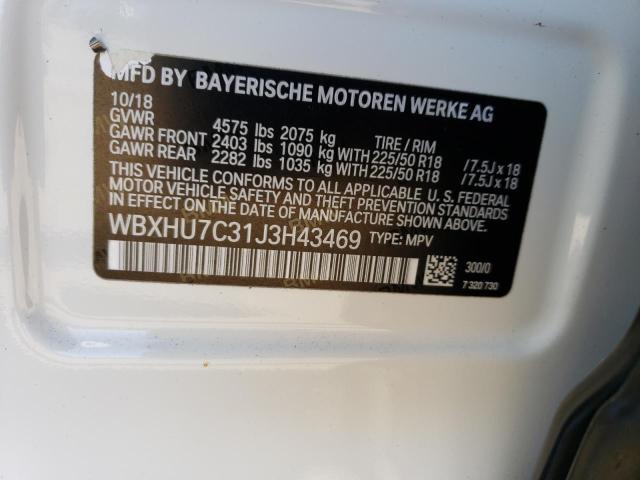 MFD BY BAYERISCHE MOTOREN WERKE AG
10/18
GVWR 4575 lbs 2075 kg TIRE / RIM
GAWR FRONT 2403 lbs 1090 kg WITH 225/50 R18 /7.5J x 18
GAWR REAR 2282 lbs 1035 kg WITH 225/50 R18 /7.5J x 18
THIS VEHICLE CONFORMS TO ALL APPLICABLE U. S. FEDERAL
MOTOR VEHICLE SAFETY AND THEFT PREVENTION STANDARDS
IN EFFECT ON THE DATE OF MANUFACTURE SHOWN ABOVE.
WBXHU7C31J3H43469 TYPE: MPV
300/0
7 320 730